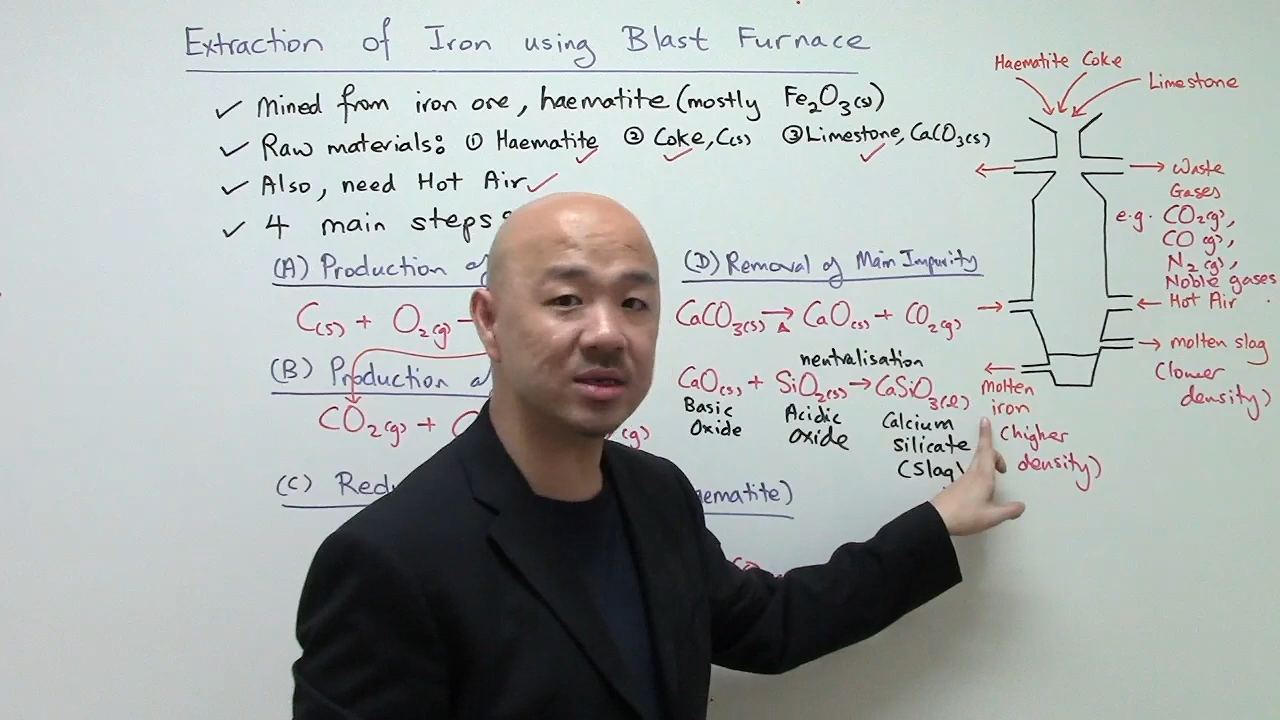 Extraction of Iron using Blast Furnace
✓ Mined from iron ore, haematite (mostly Fe₂O₃(s))
✓ Raw materials: ① Haematite ② Coke, C(s) ③ Limestone, CaCO₃(s)
✓ Also, need Hot Air ✓
✓ 4 main steps
(A) Production of
C(s) + O₂(g)
(B) Production
CO₂(g) +
(g)
(C)
(D) Removal of Main Impurity
CaCO₃(s) →Δ CaO(s) + CO₂(g)
neutralisation
CaO(s) + SiO₂(s) → CaSiO₃(l)
Basic Oxide
Acidic Oxide
Calcium
silicate
(slag)
Haematite Coke
Limestone
Waste
Gases
e.g. CO₂(g),
CO(g),
N₂(g),
Noble gases
Hot Air
molten slag
(lower
density)
Molten
iron
(higher
density)